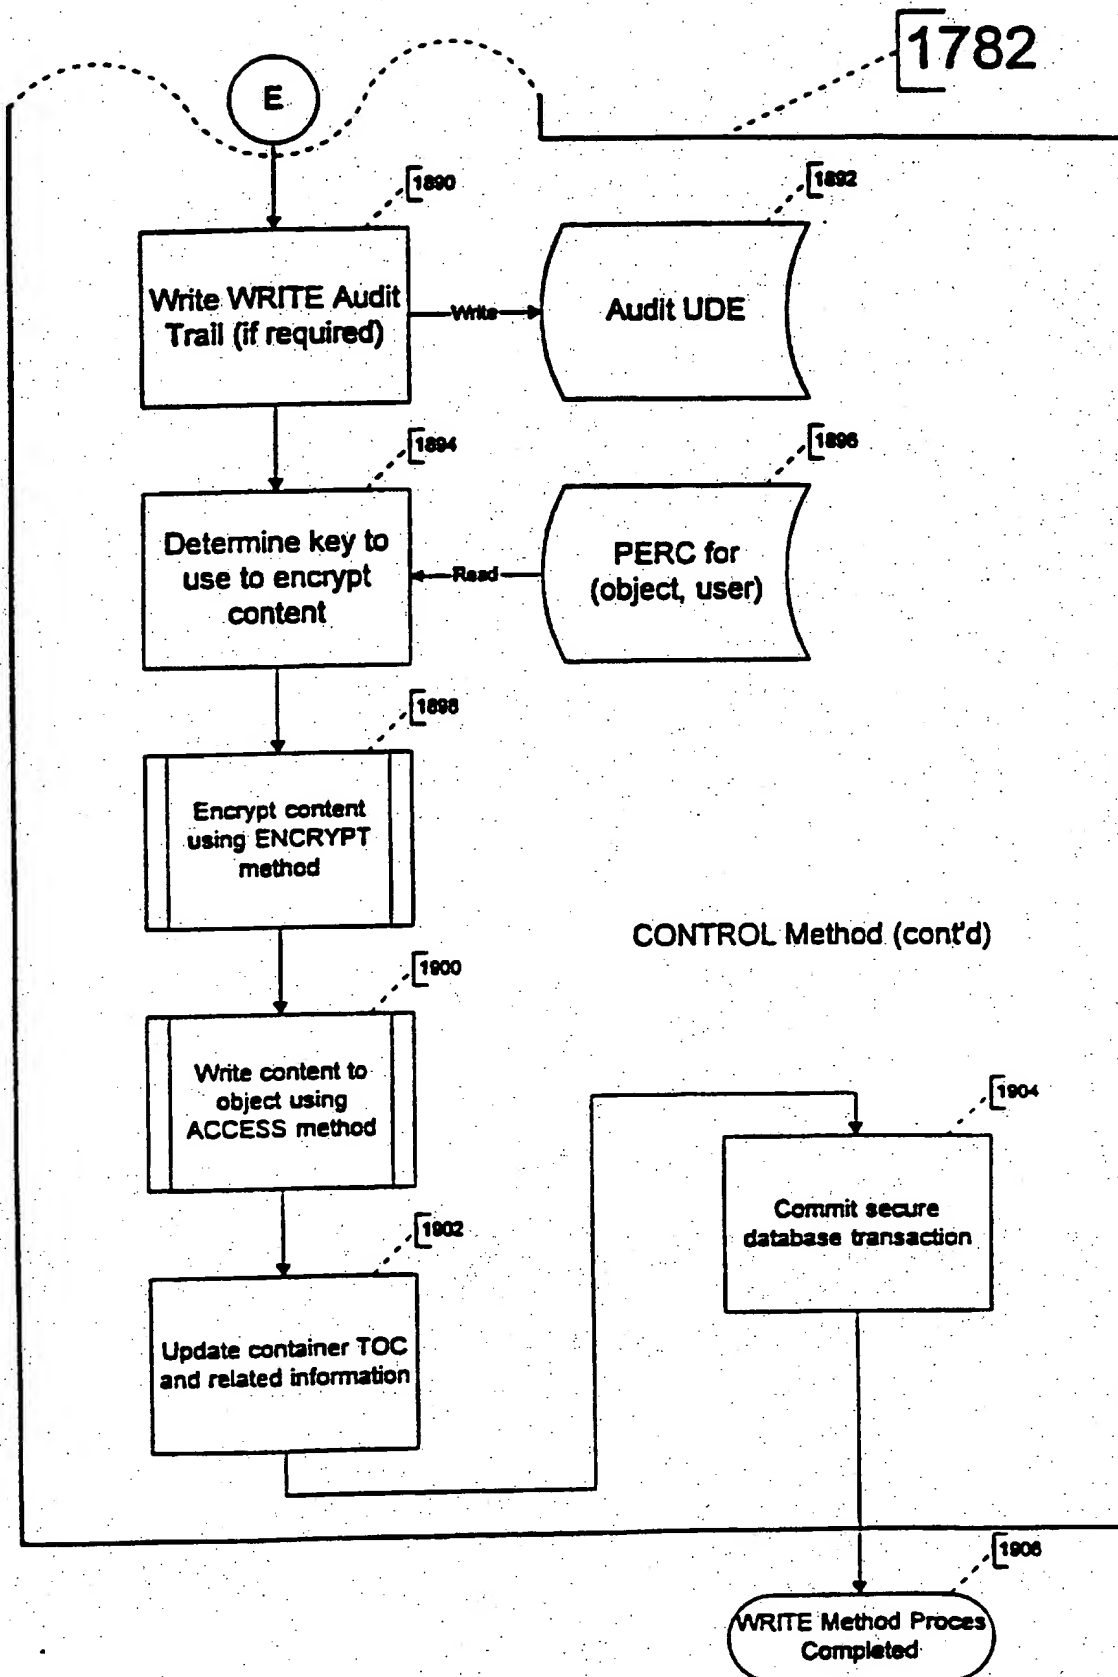 1782
E
1890
1892
Write WRITE Audit
Trail (if required)
Write
Audit UDE
1894
1896
Determine key to
use to encrypt
content
Read
PERC for
(object, user)
1898
Encrypt content
using ENCRYPT
method
CONTROL Method (cont'd)
1900
Write content to
object using
ACCESS method
1904
Commit secure
database transaction
1902
Update container TOC
and related information
1906
WRITE Method Proces
Completed